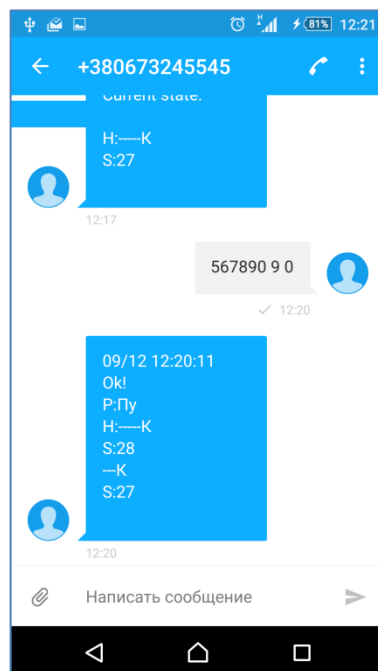 H
81% 12:21
+380673245545
Current state:
H:-----К
S:27
12:17
567890 9 0
12:20
09/12 12:20:11
Ok!
Р:Пу
H:-----К
S:28
---К
S:27
12:20
Написать сообщение